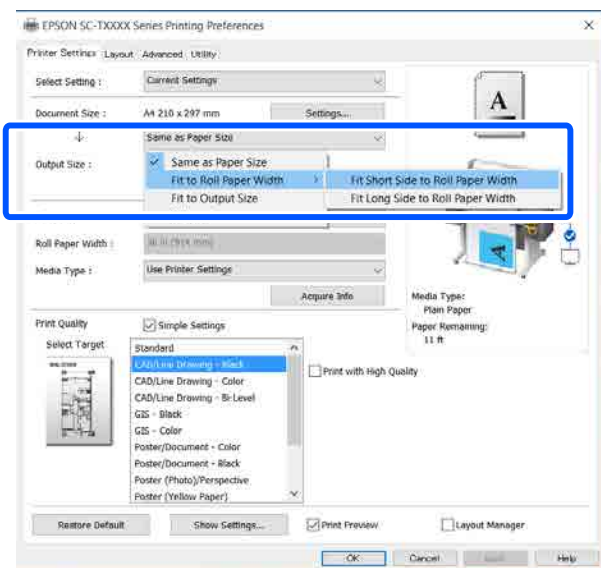 EPSON SC-TXXXX Series Printing Preferences
Printer Settings Layout Advanced Utility
Select Setting : Current Settings
Document Size : A4 210 x 297 mm Settings...
Same as Paper Size
Output Size : Same as Paper Size
Fit to Roll Paper Width Fit Short Side to Roll Paper Width
Fit to Output Size Fit Long Side to Roll Paper Width
A
Roll Paper Width :
Media Type : Use Printer Settings
Acquire Info
Media Type:
Plain Paper
Paper Remaining:
11 ft
Print Quality Simple Settings
Select Target
Standard
CAD/Line Drawing - Black
CAD/Line Drawing - Color
CAD/Line Drawing - Bi-Level
GIS - Black
GIS - Color
Poster/Document - Color
Poster/Document - Black
Poster (Photo)/Perspective
Poster (Yellow Paper)
Print with High Quality
Restore Default Show Settings... Print Preview Layout Manager
OK Cancel Help